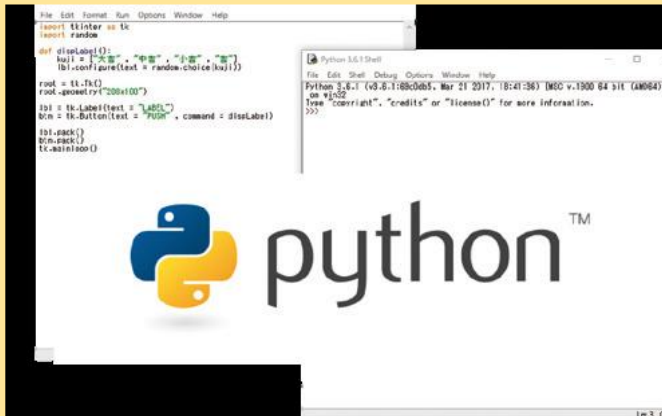 File Edit Format Run Options Window Help
import tkinter as tk
import random
def dispLabel():
kuji = ["大吉" , "中吉" , "小吉" , "吉"]
lbl.configure(text = random.choice(kuji))
root = tk.Tk()
root.geometry("200x100")
lbl = tk.Label(text = "LABEL")
btn = tk.Button(text = "PUSH" , command = dispLabel)
lbl.pack()
btn.pack()
tk.mainloop()
Python 3.6.1 Shell
File Edit Shell Debug Options Window Help
Python 3.6.1 (v3.6.1:69c0db5, Mar 21 2017, 18:41:36) [MSC v.1900 64 bit (AMD64)]
on win32
Type "copyright", "credits" or "license()" for more information.
>>>
python™
Ln: 3